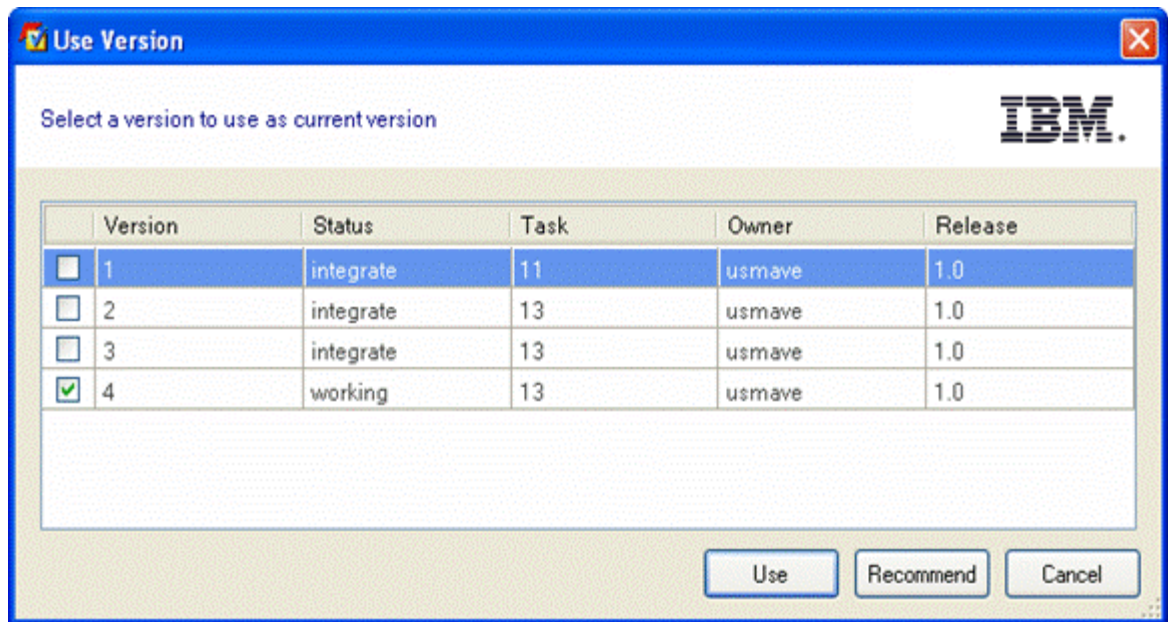 Use Version
Select a version to use as current version
IBM.
Version Status Task Owner Release
1 integrate 11 usmave 1.0
2 integrate 13 usmave 1.0
3 integrate 13 usmave 1.0
4 working 13 usmave 1.0
Use Recommend Cancel